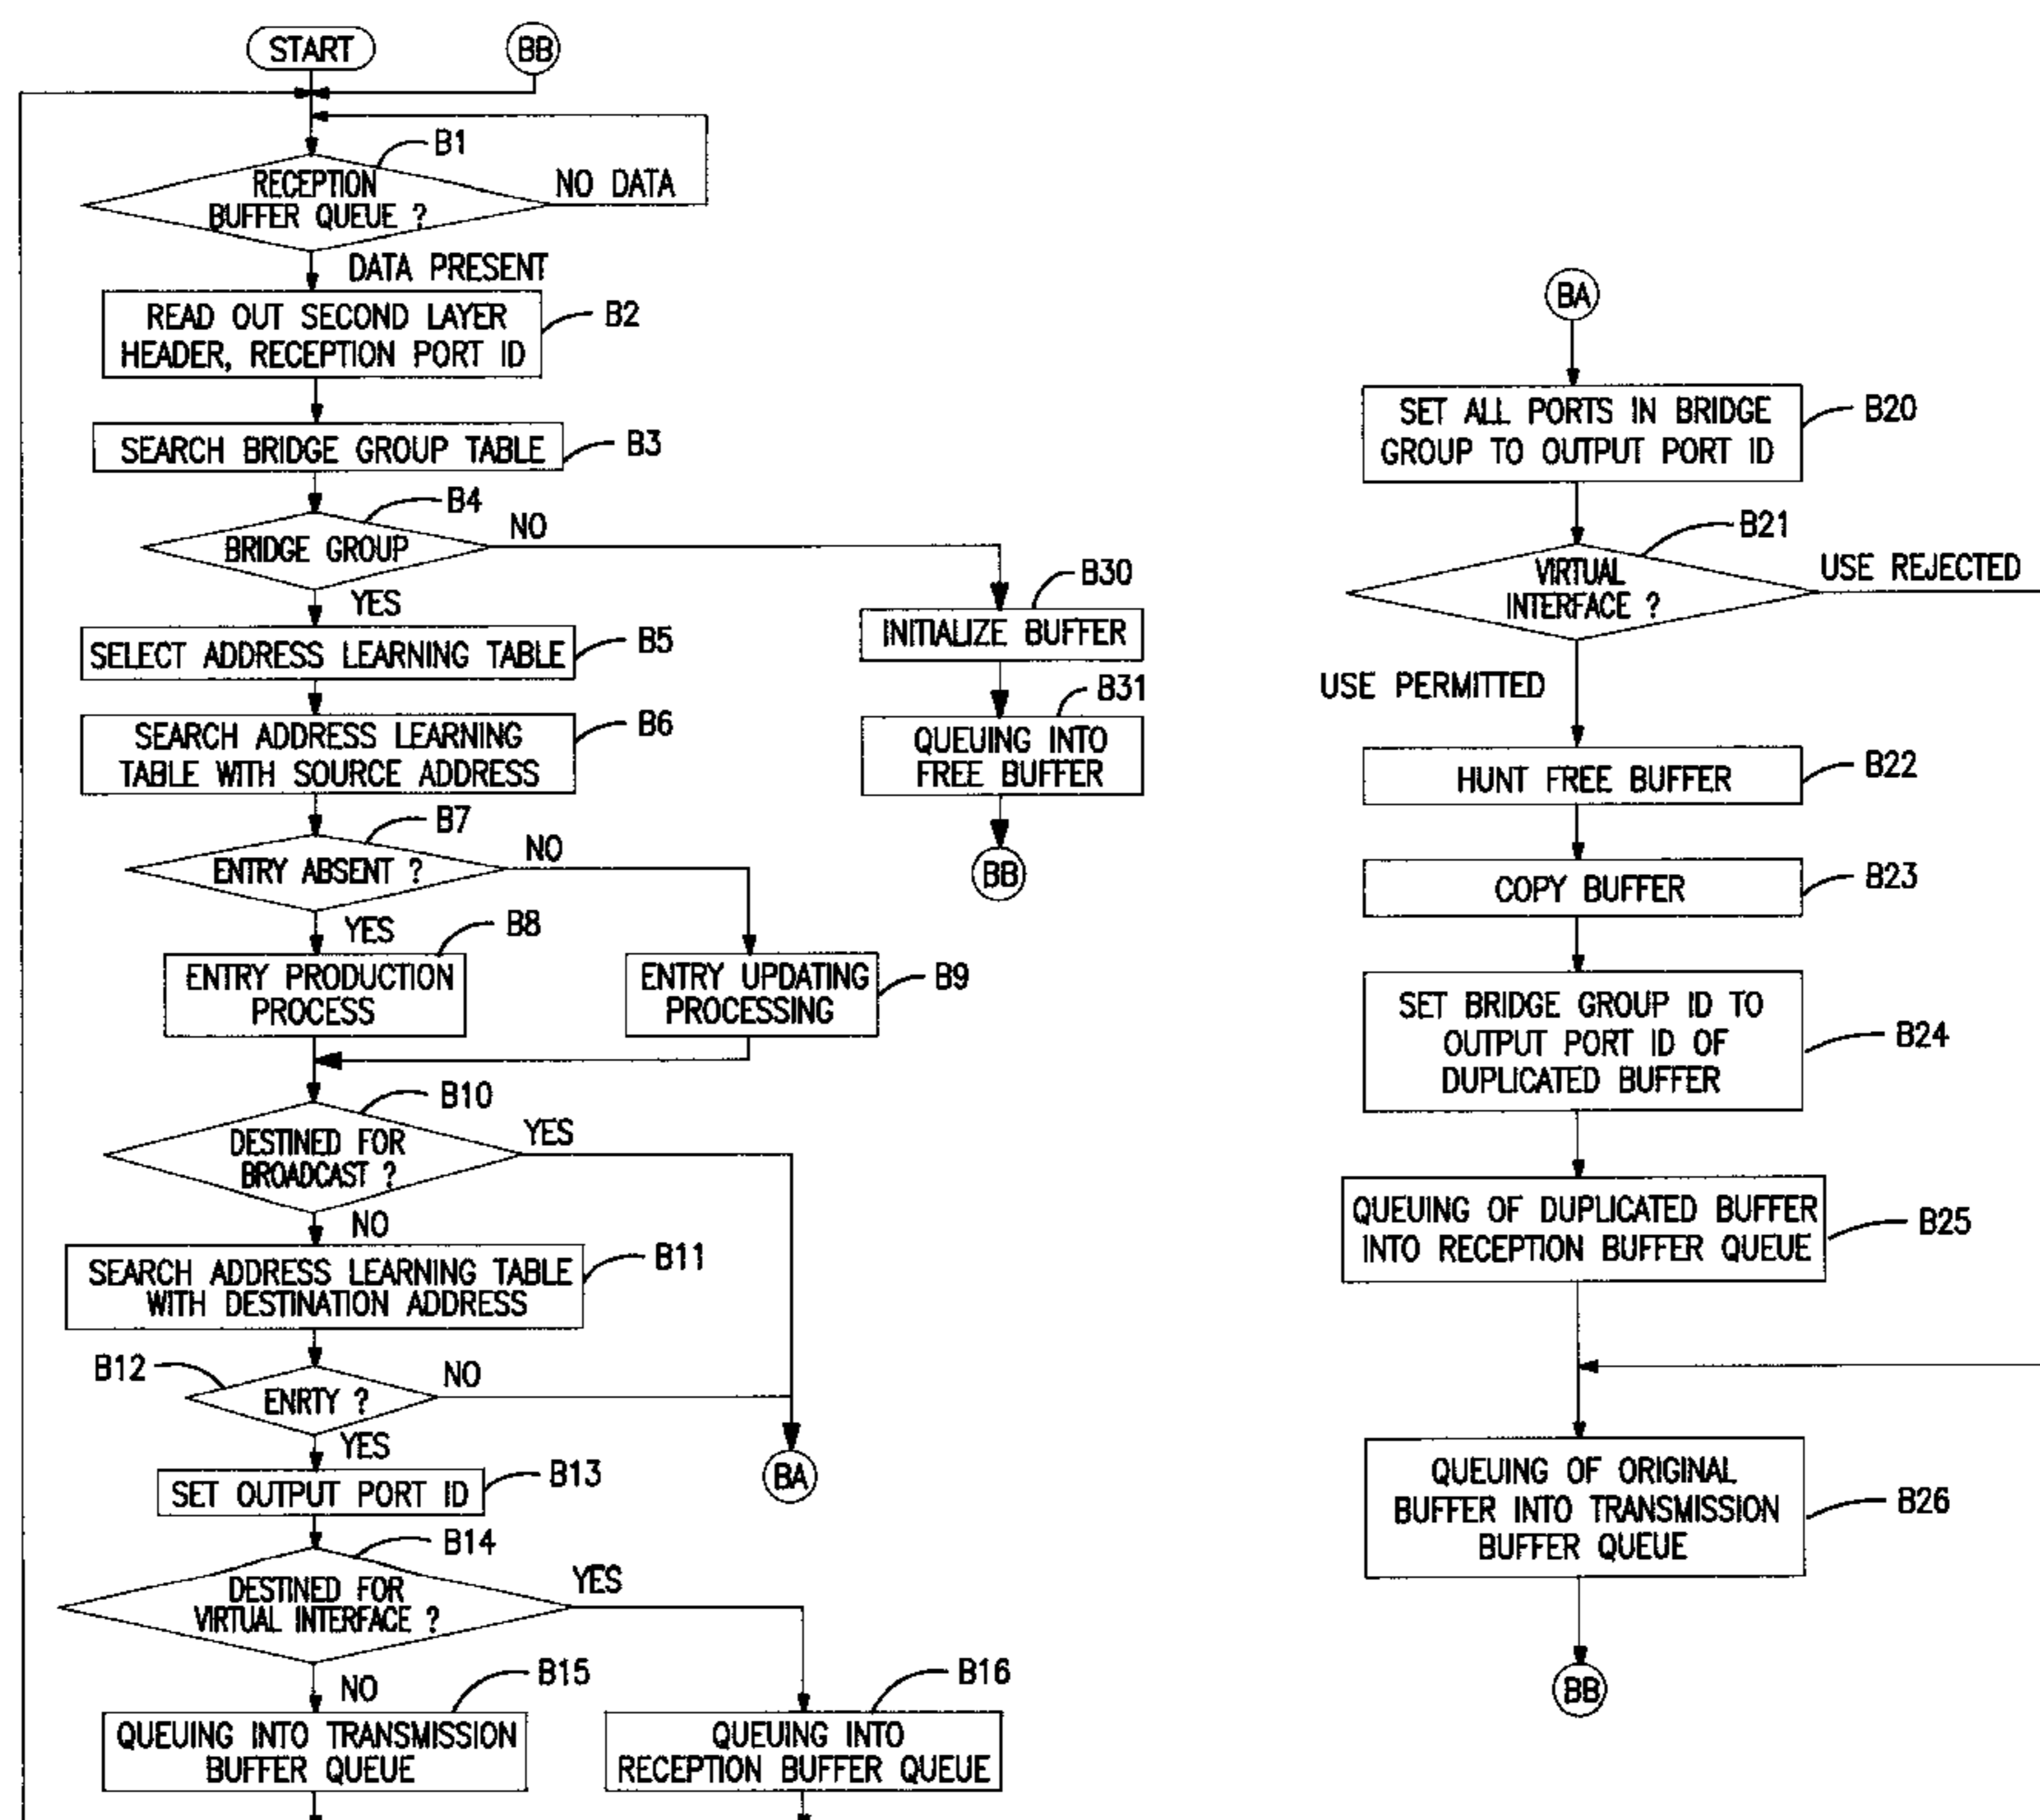 START
BB
B1
RECEPTION
BUFFER QUEUE ?
NO DATA
DATA PRESENT
READ OUT SECOND LAYER
HEADER, RECEPTION PORT ID
B2
SEARCH BRIDGE GROUP TABLE
B3
B4
BRIDGE GROUP
NO
YES
B30
INITIALIZE BUFFER
SELECT ADDRESS LEARNING TABLE
B5
B31
QUEUING INTO
FREE BUFFER
BB
SEARCH ADDRESS LEARNING
TABLE WITH SOURCE ADDRESS
B6
B7
ENTRY ABSENT ?
NO
YES
B8
ENTRY PRODUCTION
PROCESS
ENTRY UPDATING
PROCESSING
B9
B10
DESTINED FOR
BROADCAST ?
YES
NO
B11
SEARCH ADDRESS LEARNING TABLE
WITH DESTINATION ADDRESS
B12
ENRTY ?
NO
YES
BA
SET OUTPUT PORT ID
B13
B14
DESTINED FOR
VIRTUAL INTERFACE ?
YES
NO
B15
QUEUING INTO TRANSMISSION
BUFFER QUEUE
B16
QUEUING INTO
RECEPTION BUFFER QUEUE
BA
SET ALL PORTS IN BRIDGE
GROUP TO OUTPUT PORT ID
B20
B21
VIRTUAL
INTERFACE ?
USE REJECTED
USE PERMITTED
HUNT FREE BUFFER
B22
COPY BUFFER
B23
SET BRIDGE GROUP ID TO
OUTPUT PORT ID OF
DUPLICATED BUFFER
B24
QUEUING OF DUPLICATED BUFFER
INTO RECEPTION BUFFER QUEUE
B25
QUEUING OF ORIGINAL
BUFFER INTO TRANSMISSION
BUFFER QUEUE
B26
BB